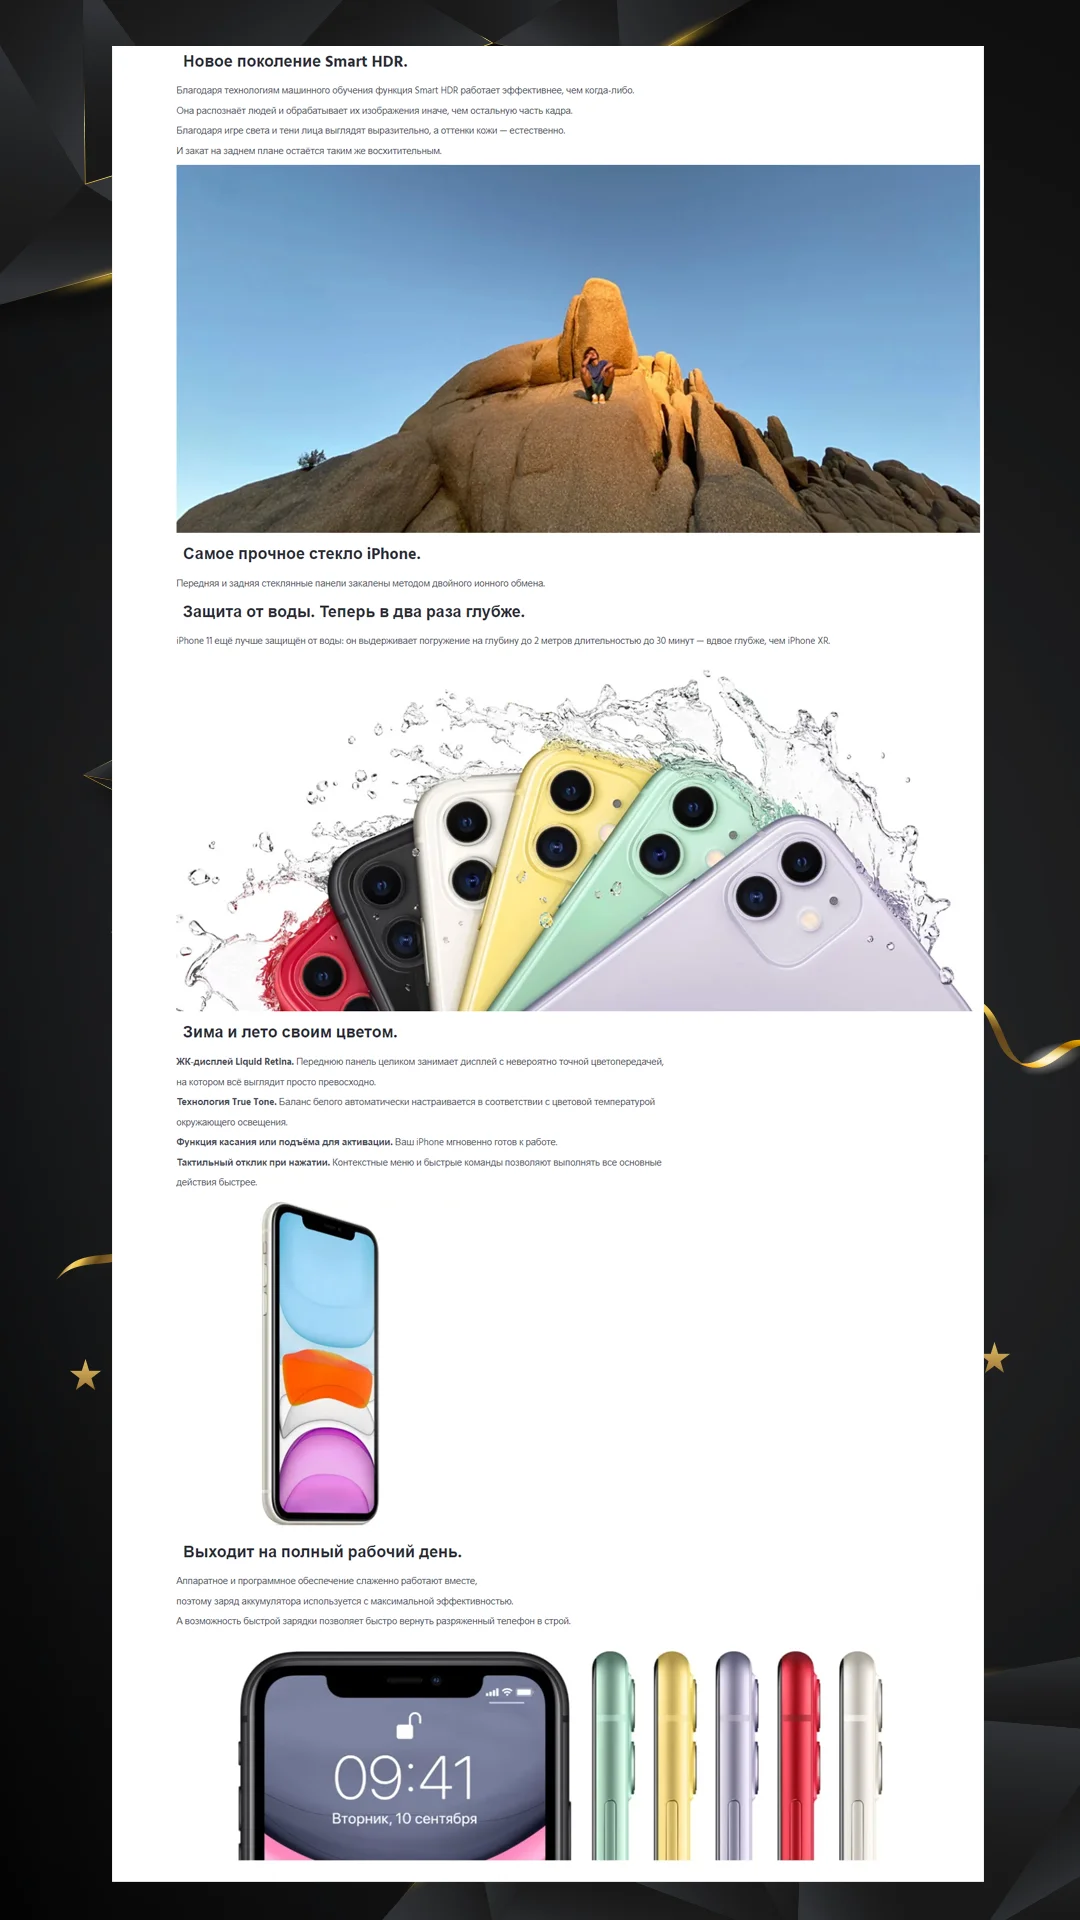 Новое поколение Smart HDR.
Благодаря технологиям машинного обучения функция Smart HDR работает эффективнее, чем когда-либо.
Она распознаёт людей и обрабатывает их изображения иначе, чем остальную часть кадра.
Благодаря игре света и тени лица выглядят выразительно, а оттенки кожи — естественно.
И закат на заднем плане остаётся таким же восхитительным.
Самое прочное стекло iPhone.
Передняя и задняя стеклянные панели закалены методом двойного ионного обмена.
Защита от воды. Теперь в два раза глубже.
iPhone 11 ещё лучше защищён от воды: он выдерживает погружение на глубину до 2 метров длительностью до 30 минут — вдвое глубже, чем iPhone XR.
Зима и лето своим цветом.
ЖК-дисплей Liquid Retina. Переднюю панель целиком занимает дисплей с невероятно точной цветопередачей,
на котором всё выглядит просто превосходно.
Технология True Tone. Баланс белого автоматически настраивается в соответствии с цветовой температурой
окружающего освещения.
Функция касания или подъёма для активации. Ваш iPhone мгновенно готов к работе.
Тактильный отклик при нажатии. Контекстные меню и быстрые команды позволяют выполнять все основные
действия быстрее.
Выходит на полный рабочий день.
Аппаратное и программное обеспечение слаженно работают вместе,
поэтому заряд аккумулятора используется с максимальной эффективностью.
А возможность быстрой зарядки позволяет быстро вернуть разряженный телефон в строй.
09:41
Вторник, 10 сентября